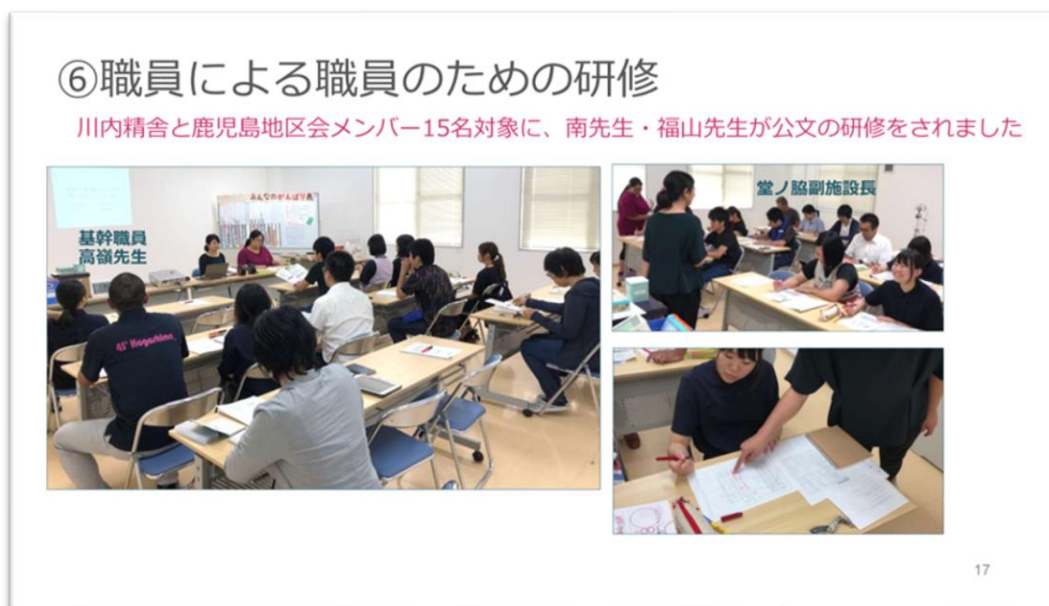 ⑥職員による職員のための研修
川内精舎と鹿児島地区会メンバー15名対象に、南先生・福山先生が公文の研修をされました
基幹職員
高嶺先生
みんなのがんばり表
堂ノ脇副施設長
17